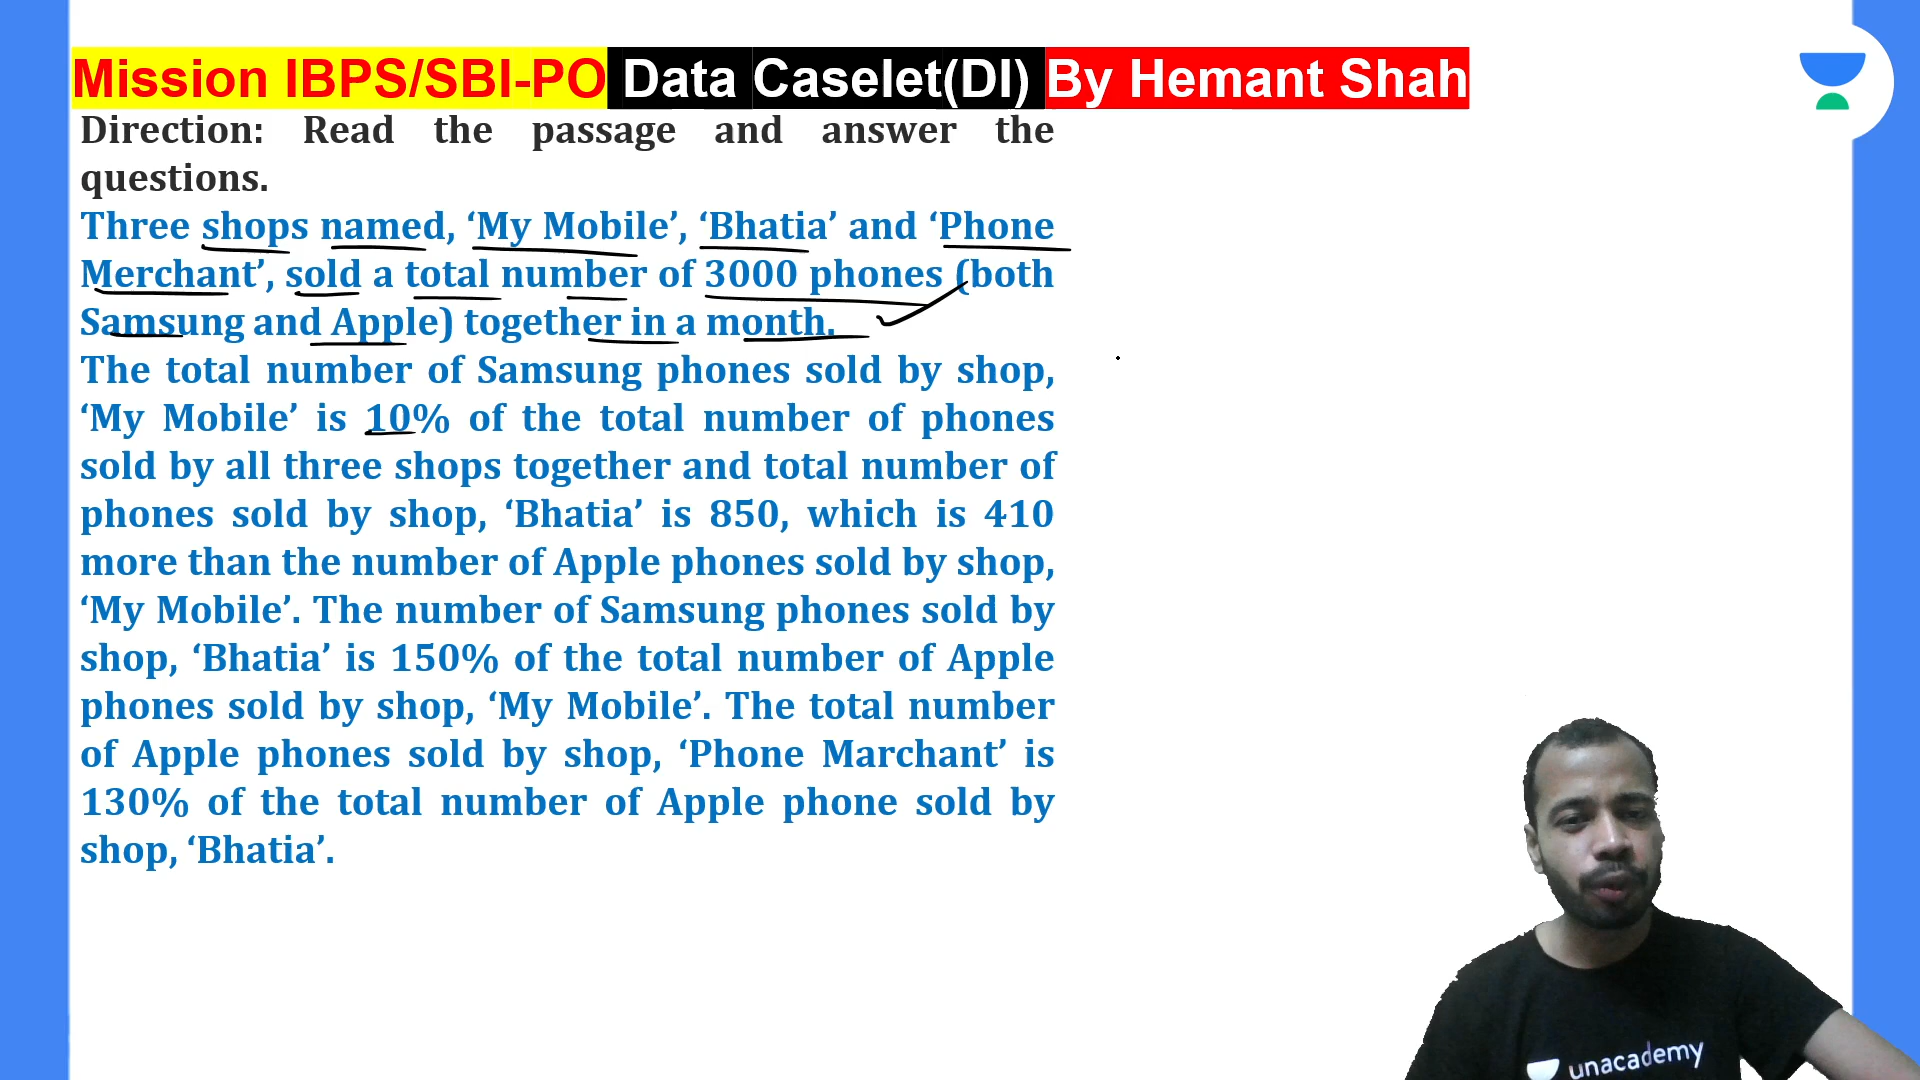 Mission IBPS/SBI-PO Data Caselet(DI) By Hemant Shah
Direction: Read the passage and answer the
questions.
Three shops named, ‘My Mobile’, ‘Bhatia’ and ‘Phone
Merchant’, sold a total number of 3000 phones (both
Samsung and Apple) together in a month.
The total number of Samsung phones sold by shop,
‘My Mobile’ is 10% of the total number of phones
sold by all three shops together and total number of
phones sold by shop, ‘Bhatia’ is 850, which is 410
more than the number of Apple phones sold by shop,
‘My Mobile’. The number of Samsung phones sold by
shop, ‘Bhatia’ is 150% of the total number of Apple
phones sold by shop, ‘My Mobile’. The total number
of Apple phones sold by shop, ‘Phone Marchant’ is
130% of the total number of Apple phone sold by
shop, ‘Bhatia’.
unacademy